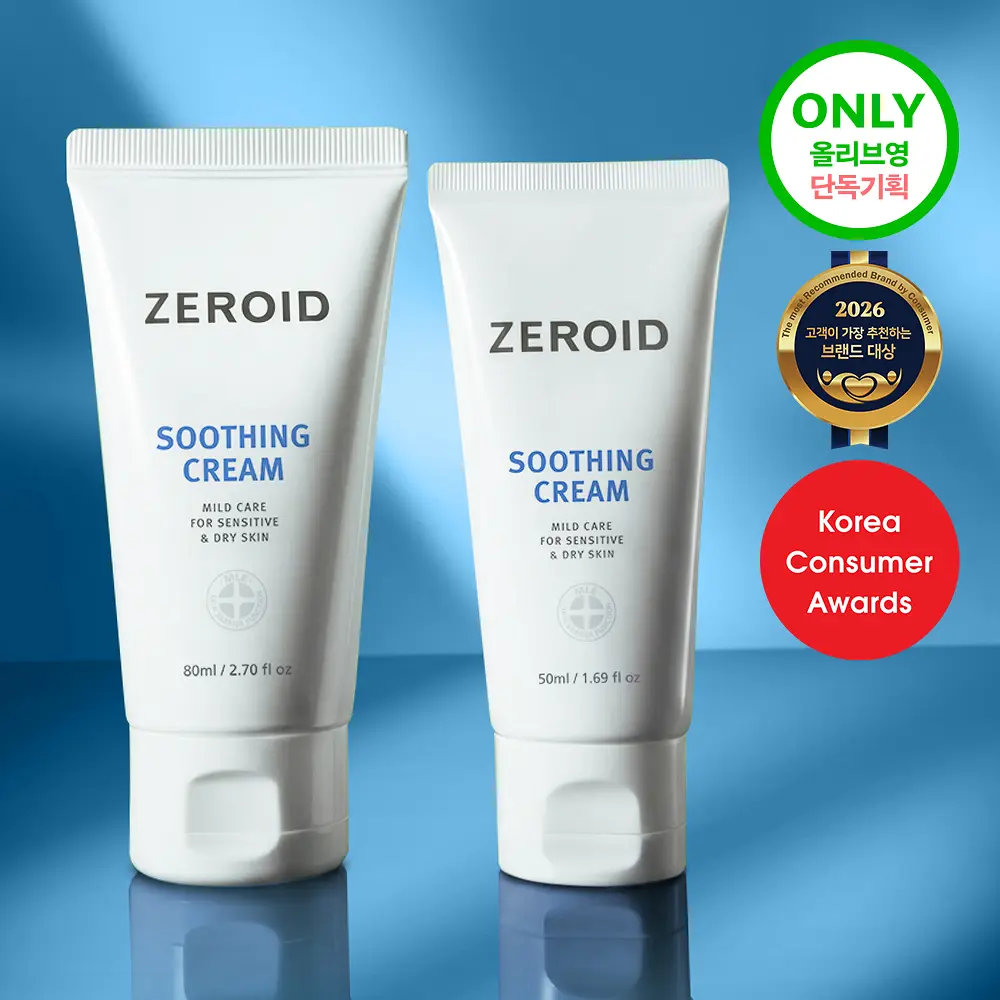 ZEROID
SOOTHING
CREAM
MILD CARE
FOR SENSITIVE
& DRY SKIN
MLE
80ml / 2.70 fl oz
ZEROID
SOOTHING
CREAM
MILD CARE
FOR SENSITIVE
& DRY SKIN
MLE
50ml / 1.69 fl oz
ONLY
올리브영
단독기획
The most Recommended Brand by Consumer
2026
고객이 가장 추천하는
브랜드 대상
Korea
Consumer
Awards